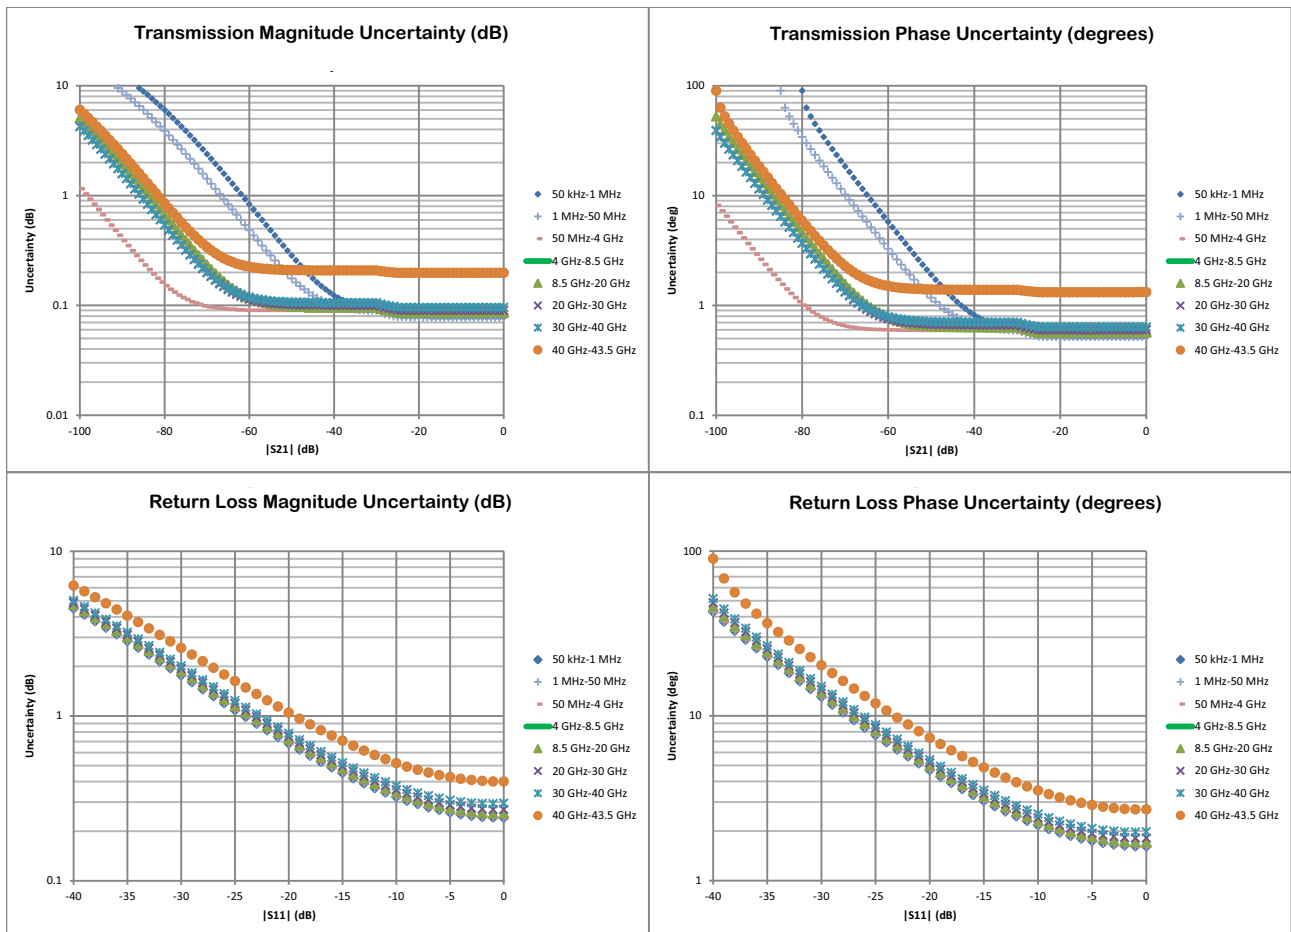 Transmission Magnitude Uncertainty (dB)
10
1
0.1
0.01
Uncertainty (dB)
-100
-80
-60
-40
-20
0
|S21| (dB)
50 kHz-1 MHz
1 MHz-50 MHz
50 MHz-4 GHz
4 GHz-8.5 GHz
8.5 GHz-20 GHz
20 GHz-30 GHz
30 GHz-40 GHz
40 GHz-43.5 GHz
Transmission Phase Uncertainty (degrees)
100
10
1
0.1
Uncertainty (deg)
-100
-80
-60
-40
-20
0
|S21| (dB)
50 kHz-1 MHz
1 MHz-50 MHz
50 MHz-4 GHz
4 GHz-8.5 GHz
8.5 GHz-20 GHz
20 GHz-30 GHz
30 GHz-40 GHz
40 GHz-43.5 GHz
Return Loss Magnitude Uncertainty (dB)
10
1
0.1
Uncertainty (dB)
-40
-35
-30
-25
-20
-15
-10
-5
0
|S11| (dB)
50 kHz-1 MHz
1 MHz-50 MHz
50 MHz-4 GHz
4 GHz-8.5 GHz
8.5 GHz-20 GHz
20 GHz-30 GHz
30 GHz-40 GHz
40 GHz-43.5 GHz
Return Loss Phase Uncertainty (degrees)
100
10
1
Uncertainty (deg)
-40
-35
-30
-25
-20
-15
-10
-5
0
|S11| (dB)
50 kHz-1 MHz
1 MHz-50 MHz
50 MHz-4 GHz
4 GHz-8.5 GHz
8.5 GHz-20 GHz
20 GHz-30 GHz
30 GHz-40 GHz
40 GHz-43.5 GHz